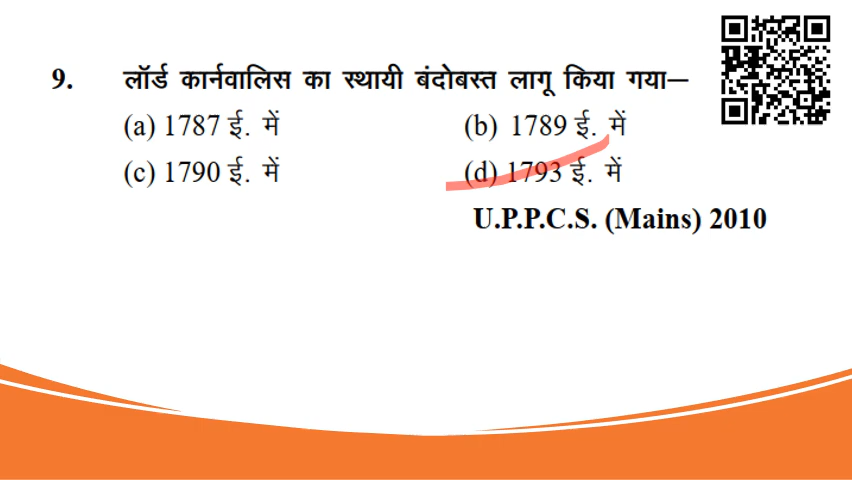 9. लॉर्ड कार्नवालिस का स्थायी बंदोबस्त लागू किया गया—
(a) 1787 ई. में (b) 1789 ई. में
(c) 1790 ई. में (d) 1793 ई. में
U.P.P.C.S. (Mains) 2010